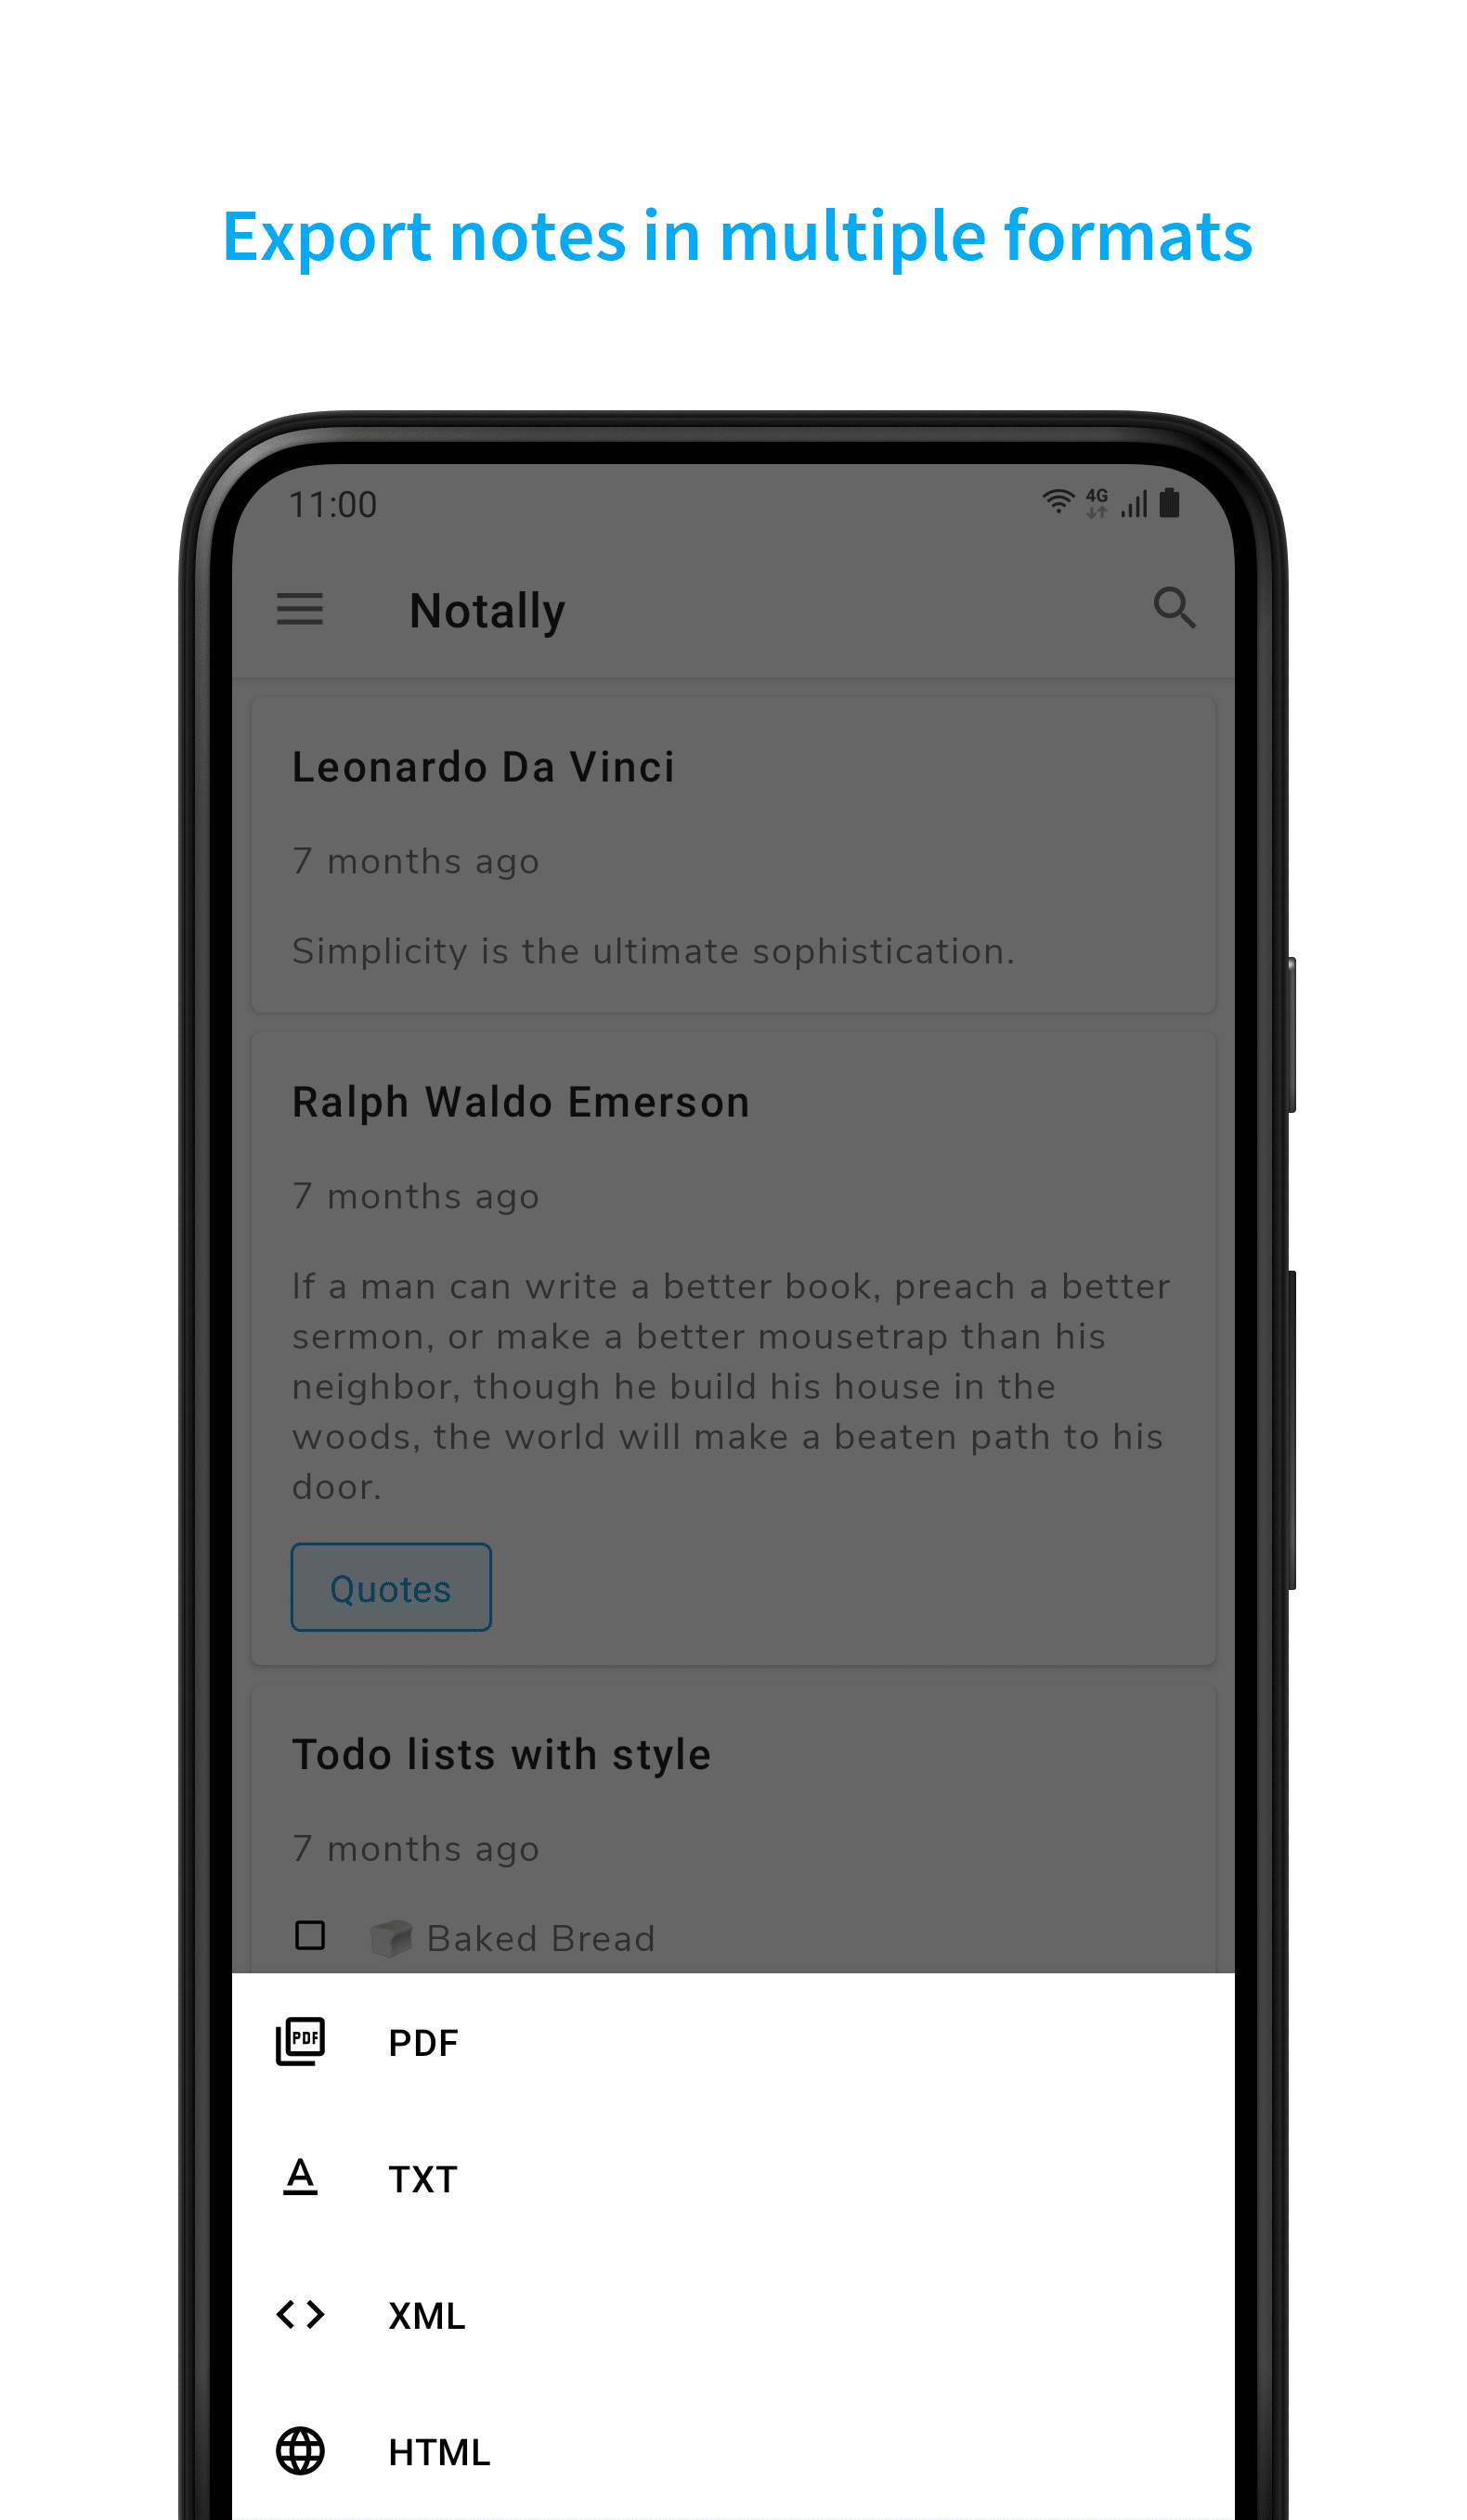 Export notes in multiple formats
11:00
4G
Notally
Leonardo Da Vinci
7 months ago
Simplicity is the ultimate sophistication.
Ralph Waldo Emerson
7 months ago
If a man can write a better book, preach a better
sermon, or make a better mousetrap than his
neighbor, though he build his house in the
woods, the world will make a beaten path to his
door.
Quotes
Todo lists with style
7 months ago
Baked Bread
PDF PDF
TXT
XML
HTML